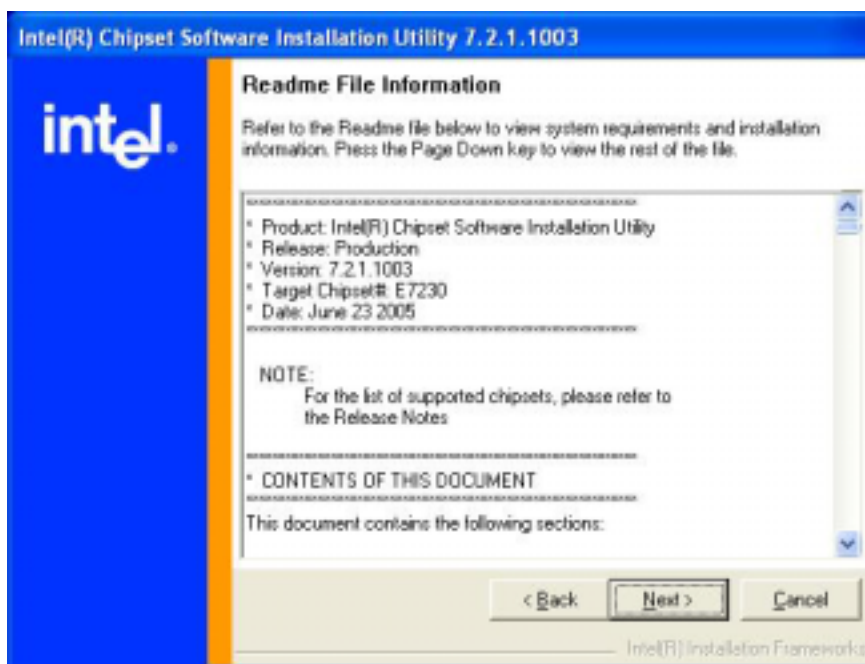 Intel(R) Chipset Software Installation Utility 7.2.1.1003
intel.
Readme File Information
Refer to the Readme file below to view system requirements and installation
information. Press the Page Down key to view the rest of the file.
* Product: Intel(R) Chipset Software Installation Utility
* Release: Production
* Version: 7.2.1.1003
* Target Chipset#: E7230
* Date: June 23 2005
NOTE:
For the list of supported chipsets, please refer to
the Release Notes
* CONTENTS OF THIS DOCUMENT
This document contains the following sections:
< Back
Next >
Cancel
Intel(R) Installation Frameworks